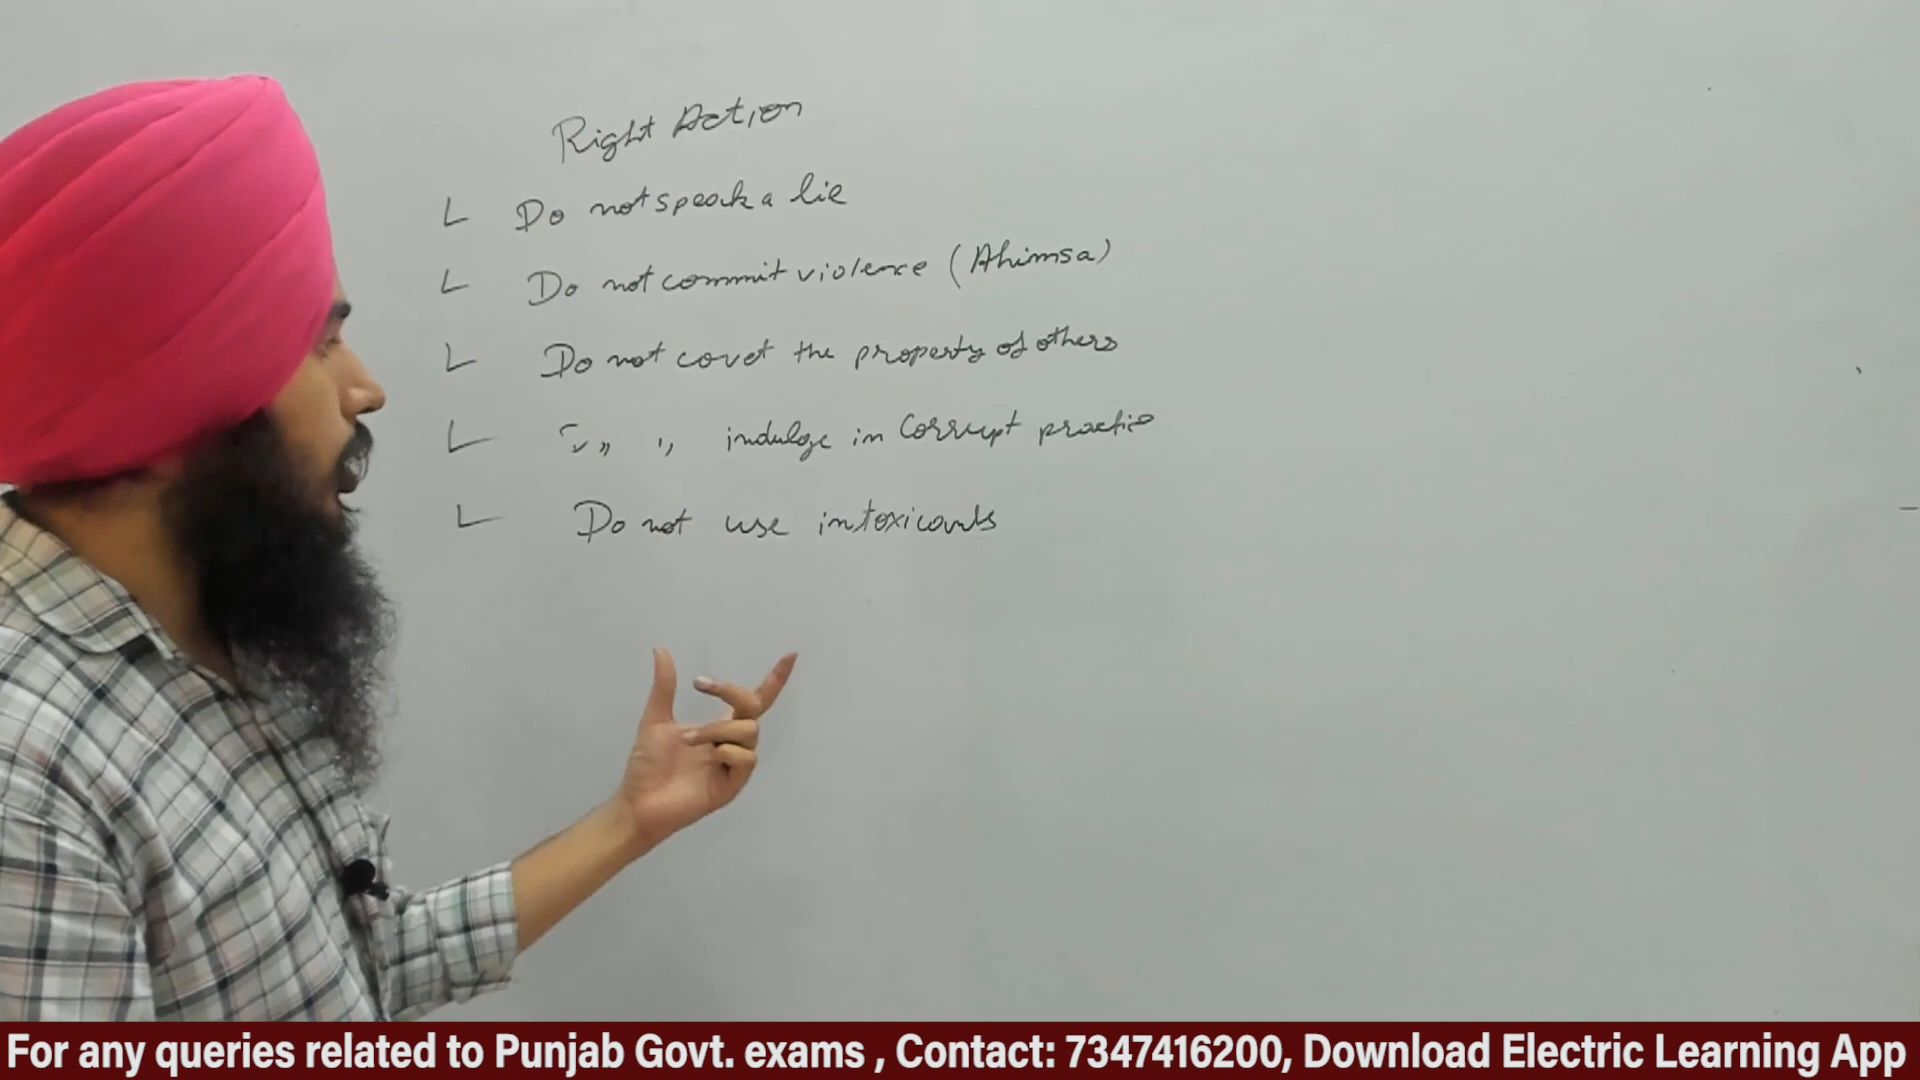 Right Action
Do not speak a lie
Do not commit violence (Ahimsa)
Do not covet the property of others
" " " indulge in Corrupt practice
Do not use intoxicants
For any queries related to Punjab Govt. exams , Contact: 7347416200, Download Electric Learning App